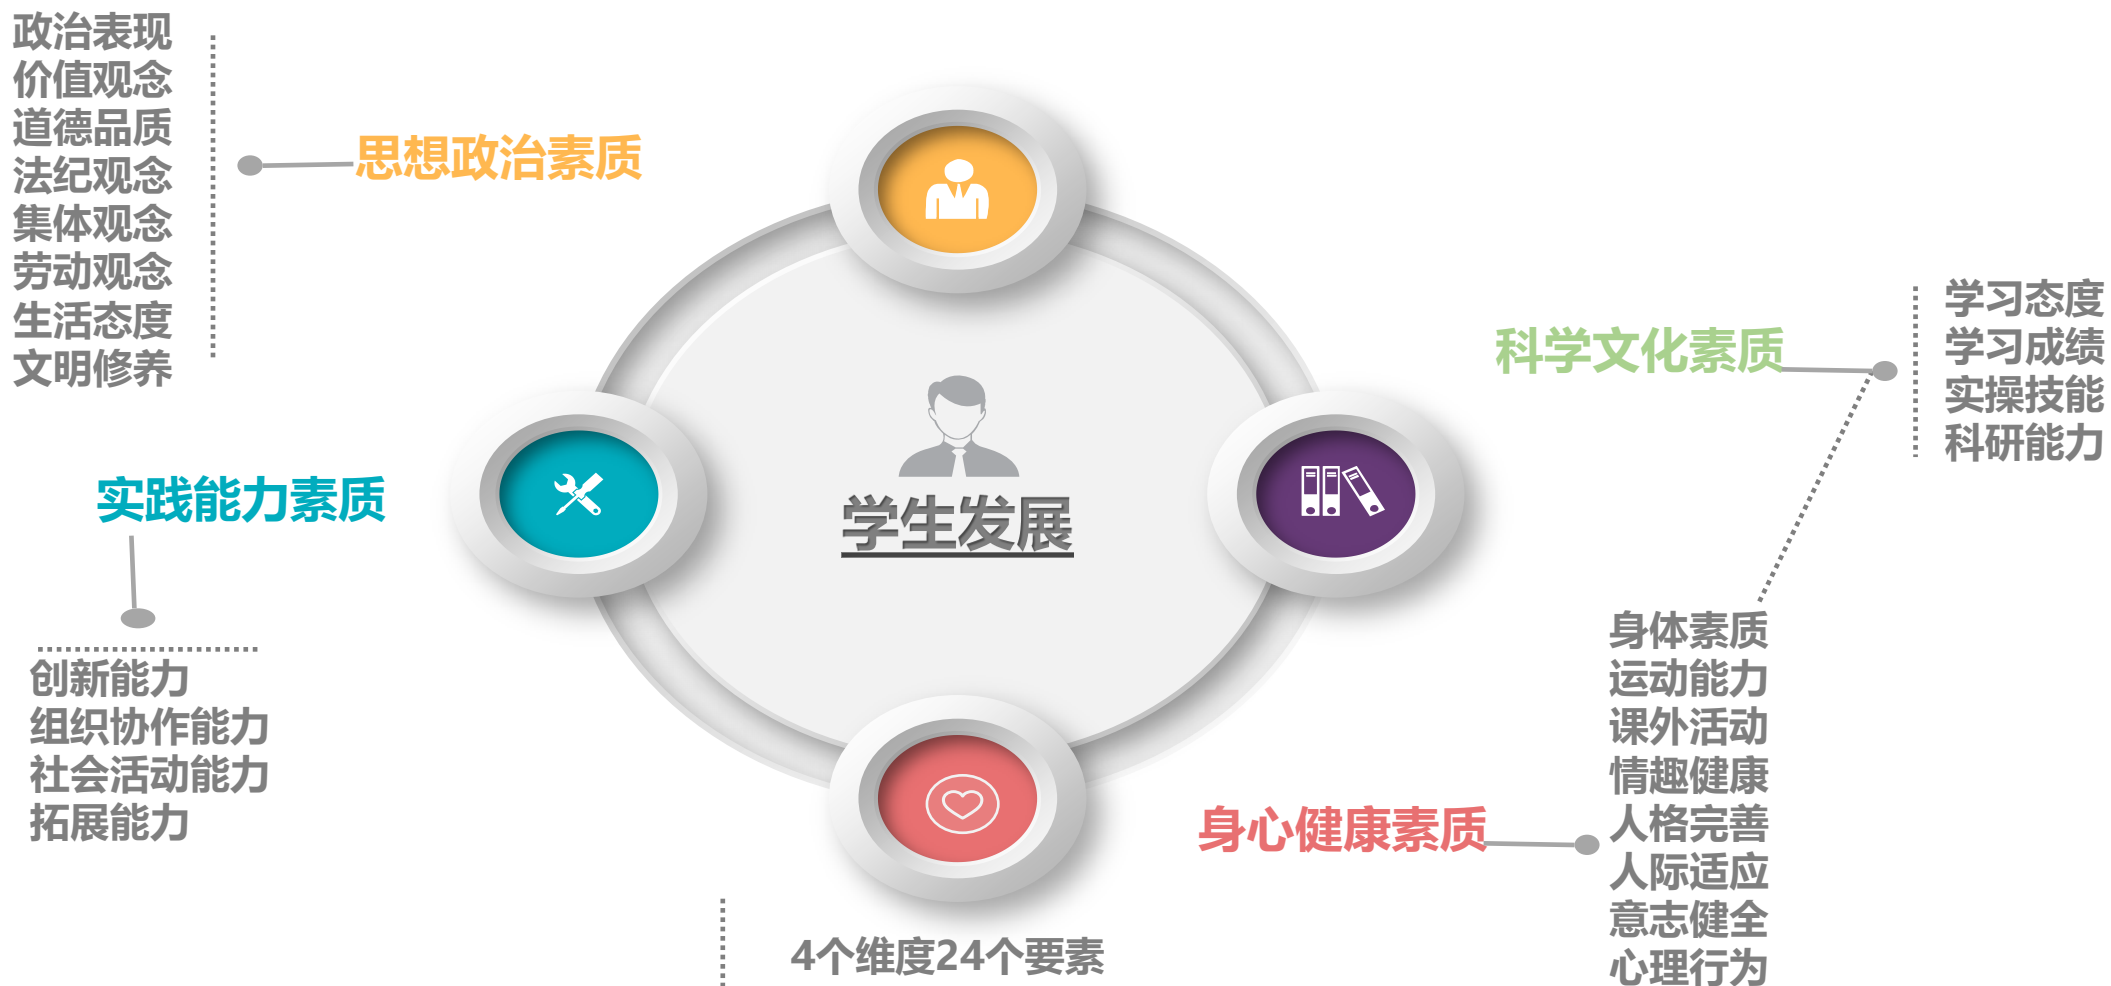 政治表现
价值观念
道德品质
法纪观念
集体观念
劳动观念
生活态度
文明修养
思想政治素质
科学文化素质
学习态度
学习成绩
实操技能
科研能力
实践能力素质
创新能力
组织协作能力
社会活动能力
拓展能力
学生发展
身心健康素质
身体素质
运动能力
课外活动
情趣健康
人格完善
人际适应
意志健全
心理行为
4个维度24个要素